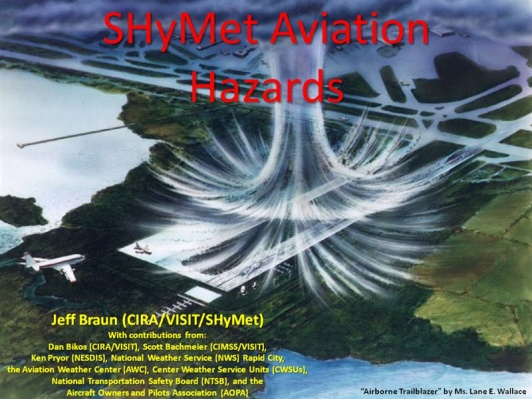 SHyMet Aviation
Hazards
Jeff Braun (CIRA/VISIT/SHyMet)
With contributions from:
Dan Bikos (CIRA/VISIT), Scott Bachmeier (CIMSS/VISIT),
Ken Pryor (NESDIS), National Weather Service (NWS) Rapid City,
the Aviation Weather Center (AWC), Center Weather Service Units (CWSUs),
National Transportation Safety Board (NTSB), and the
Aircraft Owners and Pilots Association (AOPA)
"Airborne Trailblazer" by Ms. Lane E. Wallace